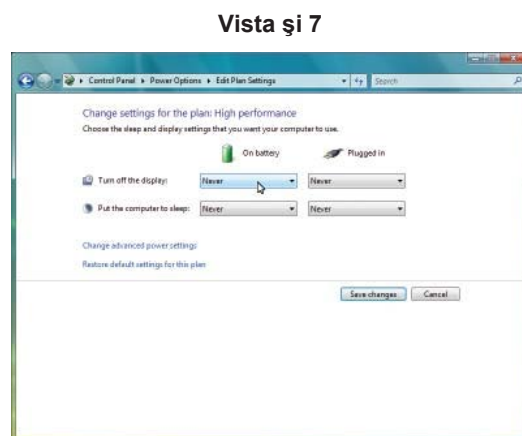 Vista şi 7
Control Panel Power Options Edit Plan Settings Search
Change settings for the plan: High performance
Choose the sleep and display settings that you want your computer to use.
On battery Plugged in
Turn off the display: Never Never
Put the computer to sleep: Never Never
Change advanced power settings
Restore default settings for this plan
Save changes Cancel